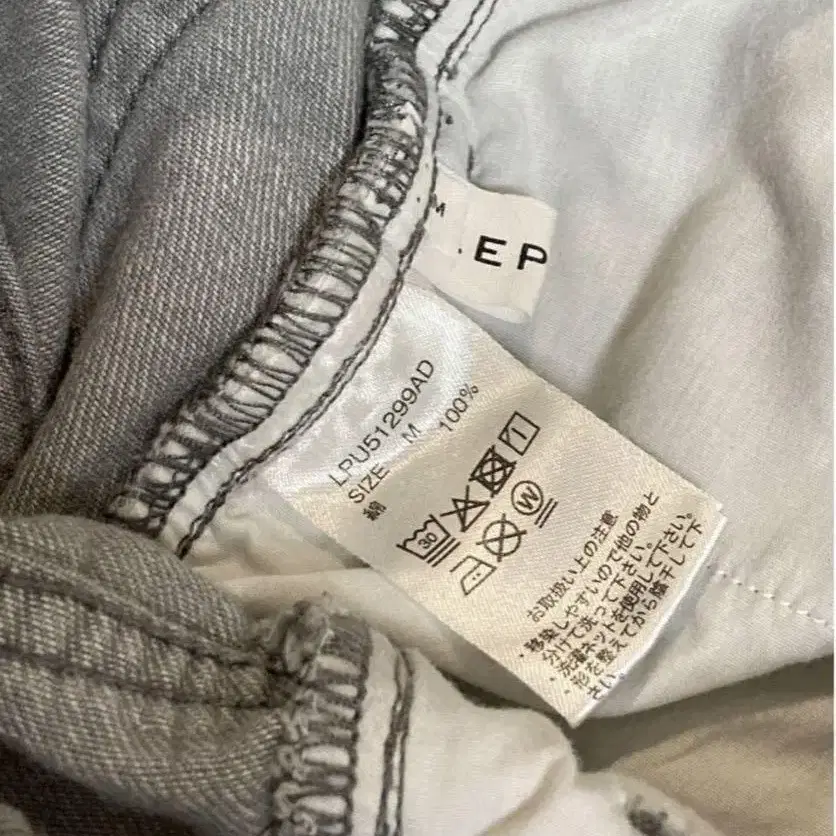 M
.EP
LPU51299AD
SIZE M
綿 100%
30
W
お取扱い上の注意
・移染しやすいので他の物と
分けて洗って下さい。
・洗濯ネットを使用して下さい。
・形を整えてから陰干して下
さい。